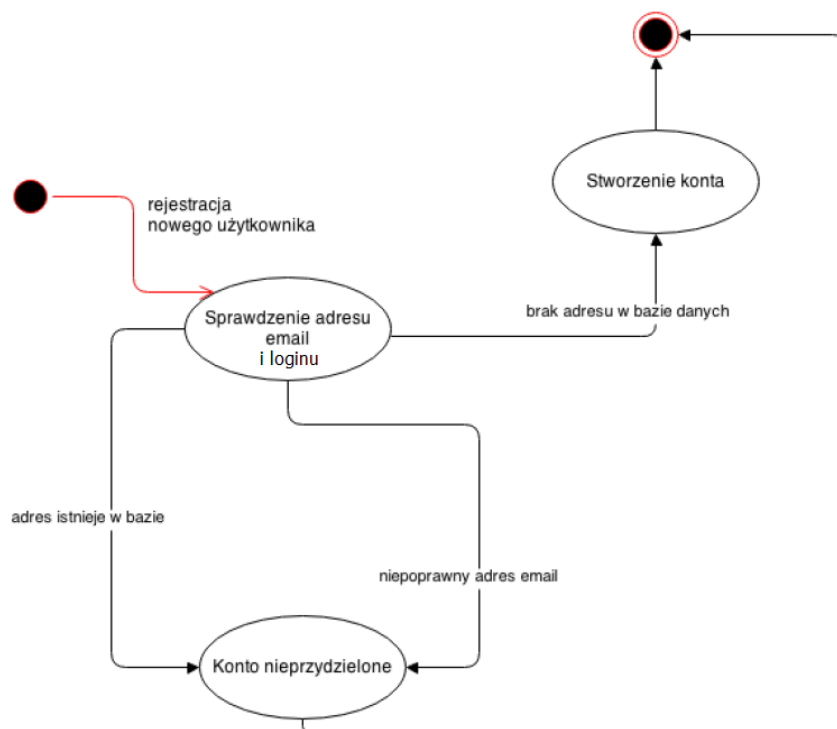 Stworzenie konta
rejestracja
nowego użytkownika
Sprawdzenie adresu
email
i loginu
brak adresu w bazie danych
adres istnieje w bazie
niepoprawny adres email
Konto nieprzydzielone